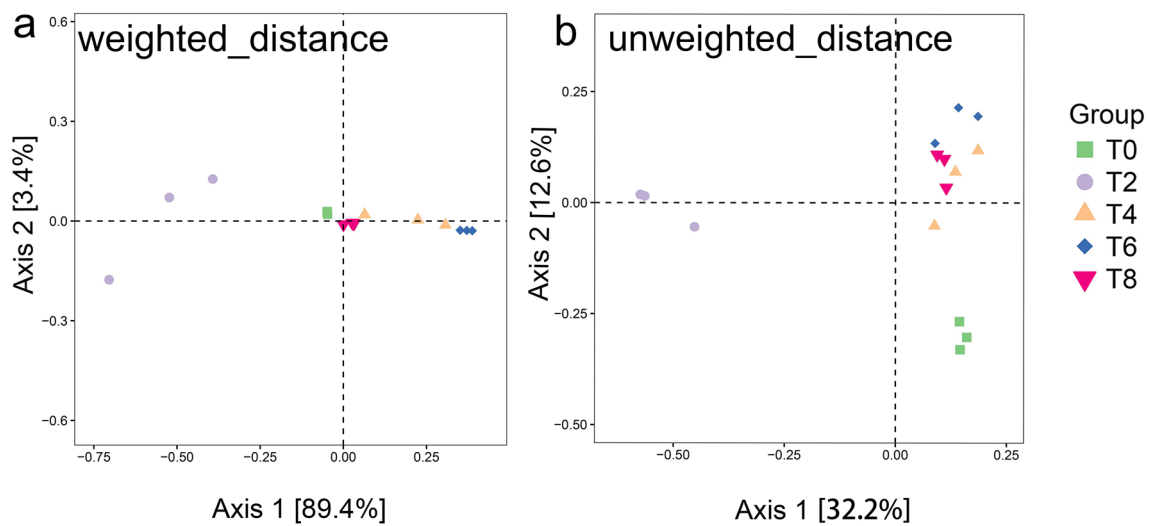 a
weighted_distance
0.6
0.3
0.0
−0.3
−0.6
Axis 2 [3.4%]
−0.75
−0.50
−0.25
0.00
0.25
Axis 1 [89.4%]
b
unweighted_distance
0.25
0.00
−0.25
−0.50
Axis 2 [12.6%]
−0.50
−0.25
0.00
0.25
Axis 1 [32.2%]
Group
T0
T2
T4
T6
T8